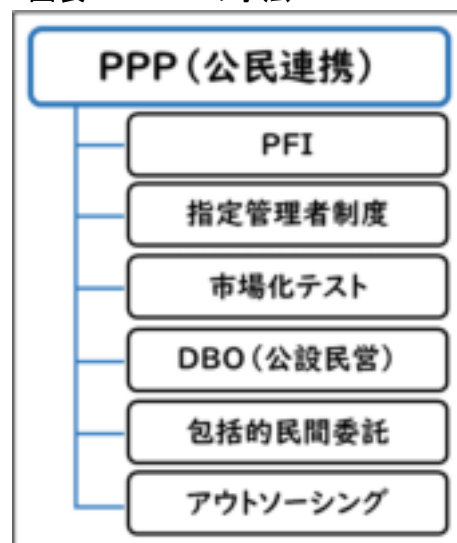 PPP(公民連携)
PFI
指定管理者制度
市場化テスト
DBO(公設民営)
包括的民間委託
アウトソーシング